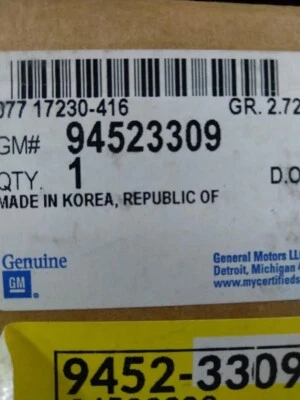 077 17230-416 GR. 2.72
GM# 94523309
QTY. 1 D.O
MADE IN KOREA, REPUBLIC OF
Genuine
GM
General Motors LL
Detroit, Michigan 4
www.mycertifieds
9452-3309